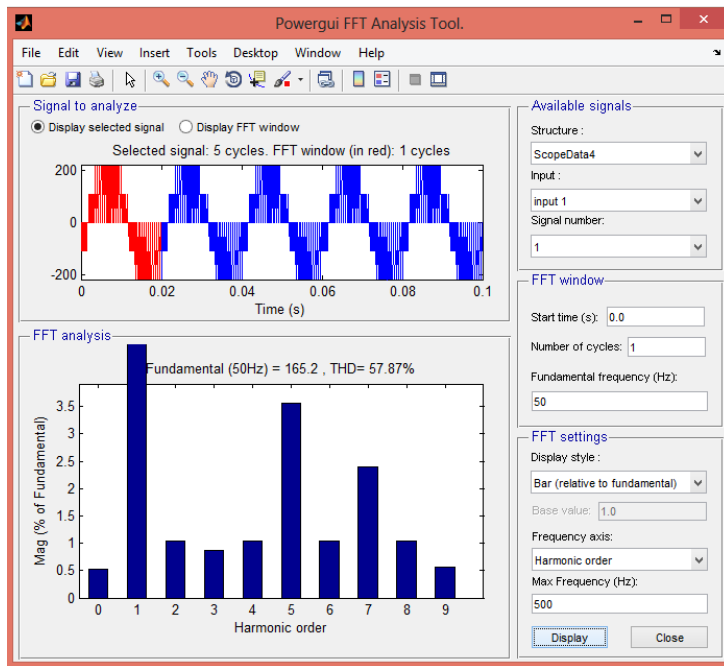 Powergui FFT Analysis Tool.
File Edit View Insert Tools Desktop Window Help
Signal to analyze
Display selected signal Display FFT window
Selected signal: 5 cycles. FFT window (in red): 1 cycles
200
0
-200
0 0.02 0.04 0.06 0.08 0.1
Time (s)
FFT analysis
Fundamental (50Hz) = 165.2 , THD= 57.87%
3.5
3
2.5
2
1.5
1
0.5
0
Mag (% of Fundamental)
0 1 2 3 4 5 6 7 8 9
Harmonic order
Available signals
Structure :
ScopeData4
Input :
input 1
Signal number:
1
FFT window
Start time (s): 0.0
Number of cycles: 1
Fundamental frequency (Hz):
50
FFT settings
Display style :
Bar (relative to fundamental)
Base value: 1.0
Frequency axis:
Harmonic order
Max Frequency (Hz):
500
Display Close